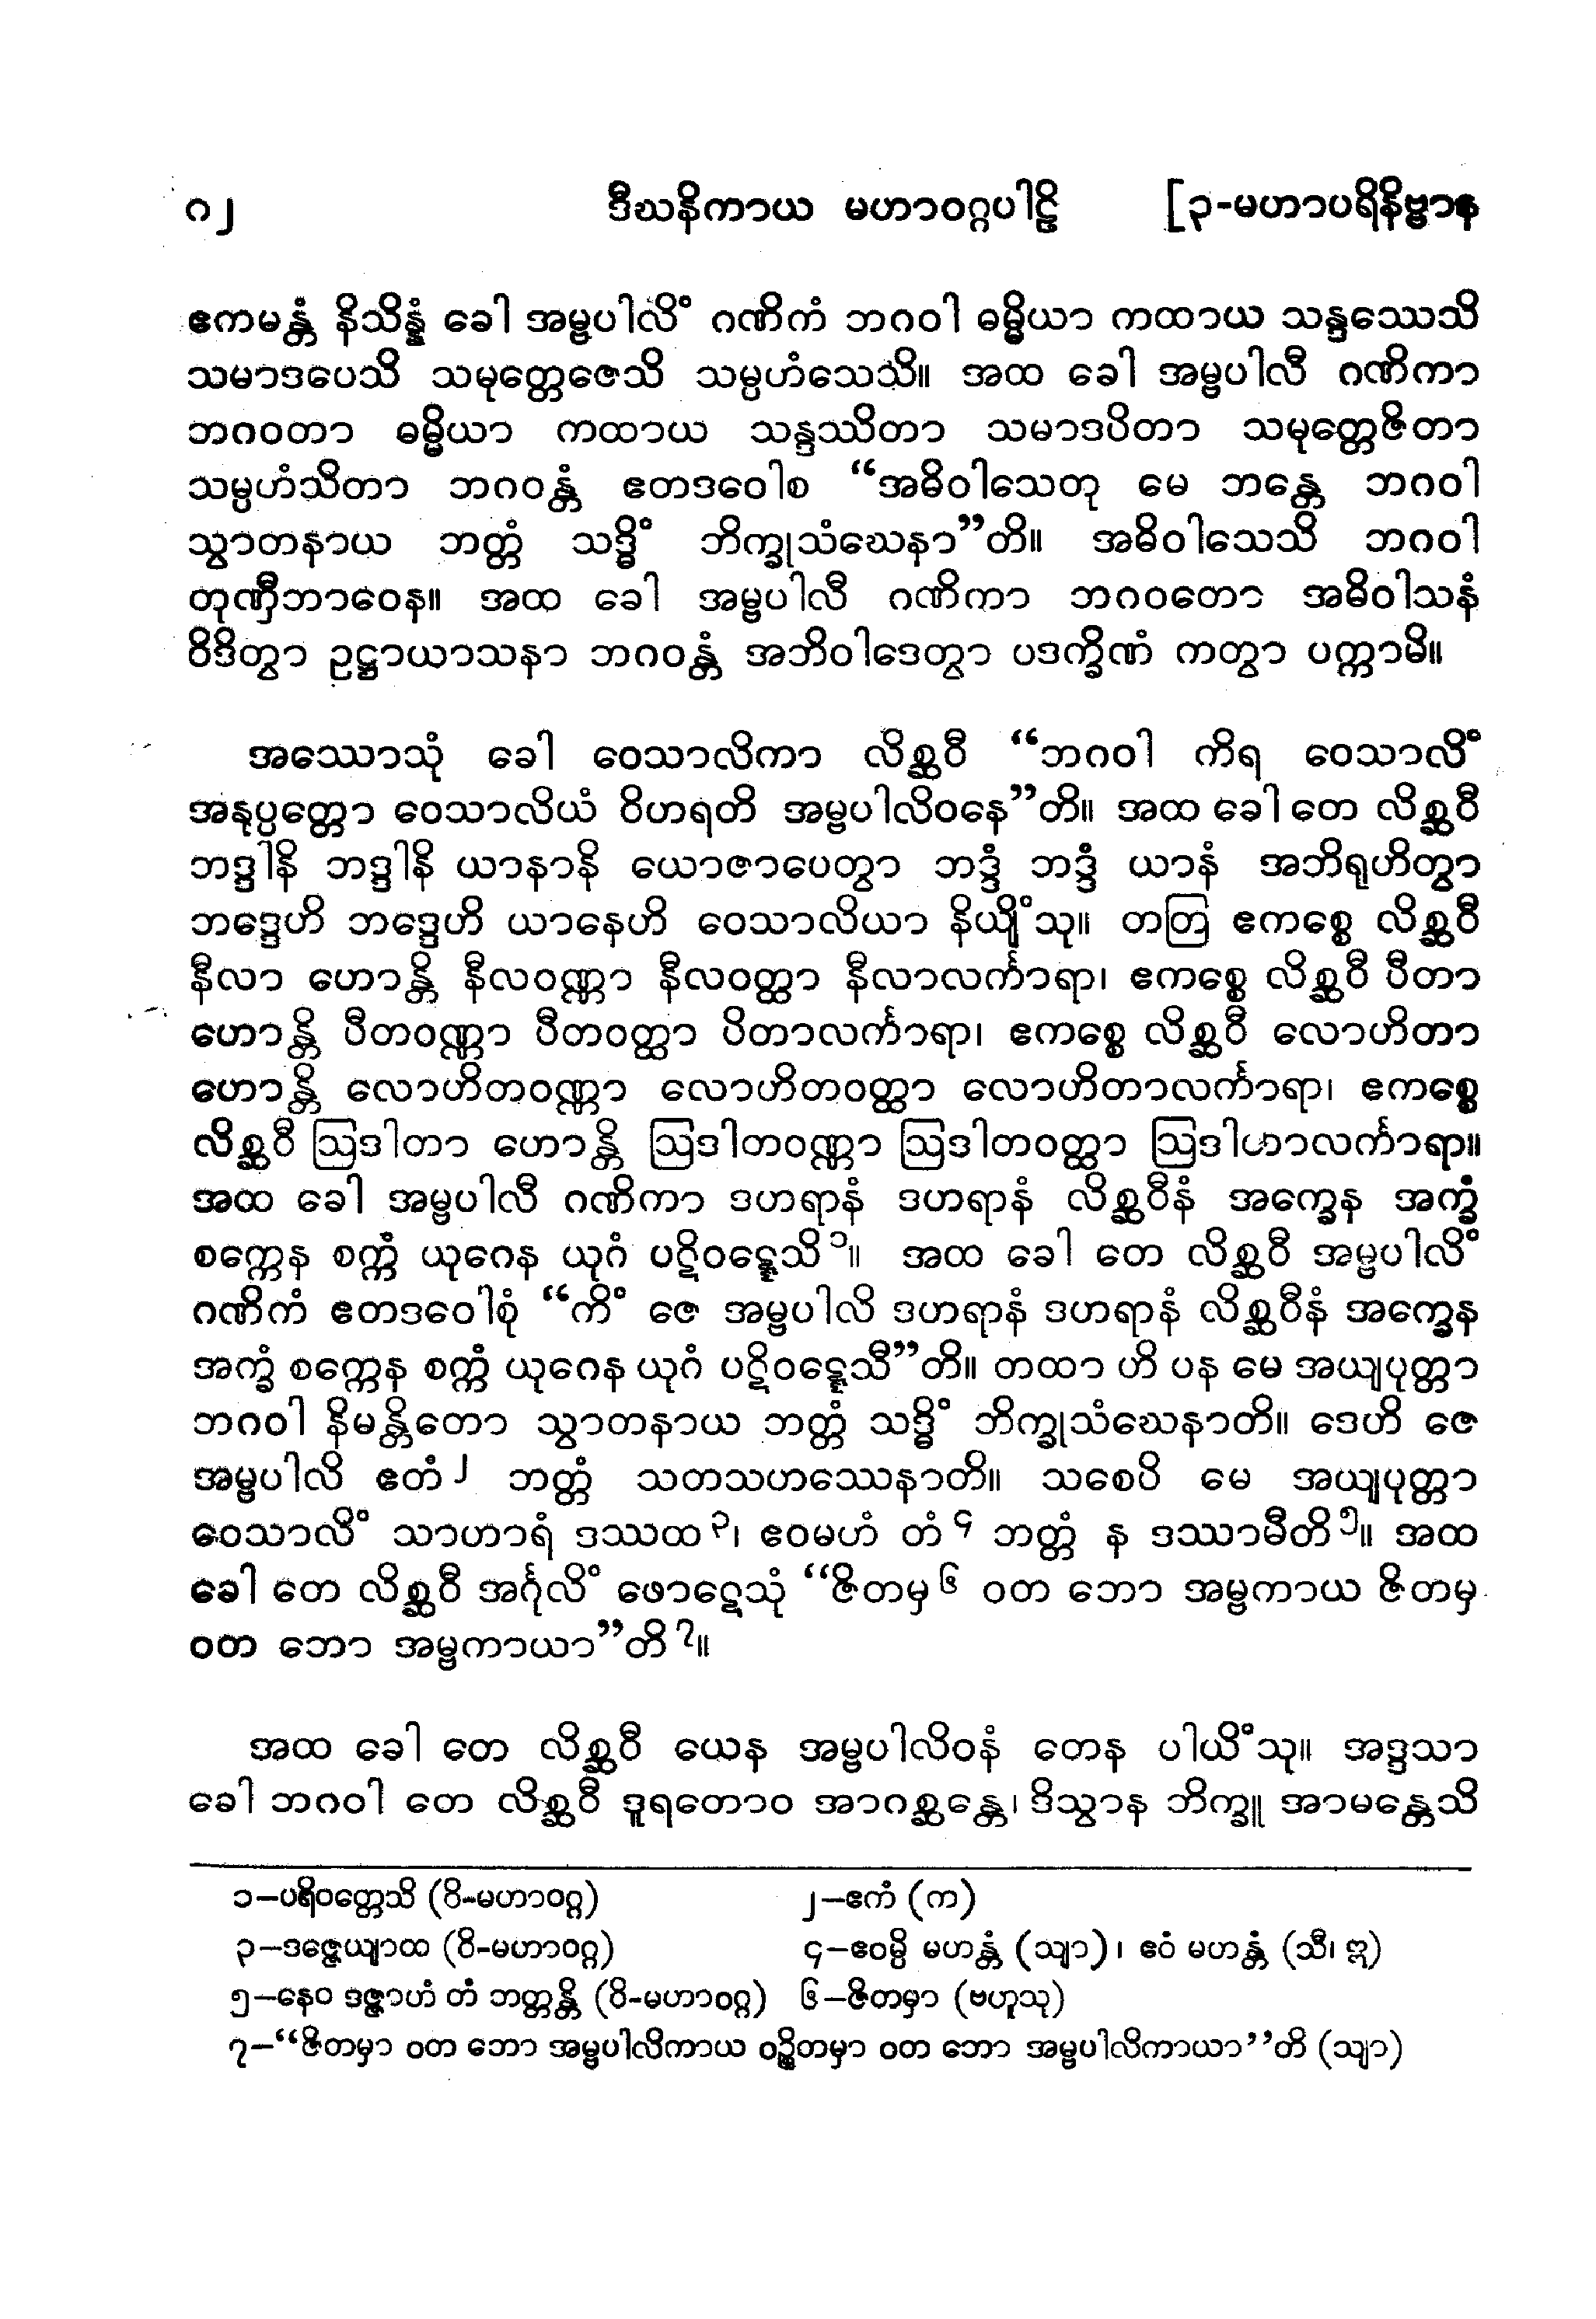 ၈၂ ဒီဃနိကာယ မဟာဝဂ္ဂပါဠိ [၃-မဟာပရိနိဗ္ဗာန
ဧကမန္တံ နိသိန္နံ ခေါ အမ္ဗပါလိံ ဂဏိကံ ဘဂဝါ ဓမ္မိယာ ကထာယ သန္ဒဿေသိ
သမာဒပေသိ သမုတ္တေဇေသိ သမ္ပဟံသေသိ။ အထ ခေါ အမ္ဗပါလီ ဂဏိကာ
ဘဂဝတာ ဓမ္မိယာ ကထာယ သန္ဒဿိတာ သမာဒပိတာ သမုတ္တေဇိတာ
သမ္ပဟံသိတာ ဘဂဝန္တံ ဧတဒဝေါစ “အဓိဝါသေတု မေ ဘန္တေ ဘဂဝါ
သွာတနာယ ဘတ္တံ သဒ္ဓိံ ဘိက္ခုသံဃေနာ”တိ။ အဓိဝါသေသိ ဘဂဝါ
တုဏှီဘာဝေန။ အထ ခေါ အမ္ဗပါလီ ဂဏိကာ ဘဂဝတော အဓိဝါသနံ
ဝိဒိတွာ ဥဋ္ဌာယာသနာ ဘဂဝန္တံ အဘိဝါဒေတွာ ပဒက္ခိဏံ ကတွာ ပက္ကာမိ။
အဿောသုံ ခေါ ဝေသာလိကာ လိစ္ဆဝီ “ဘဂဝါ ကိရ ဝေသာလိံ
အနုပ္ပတ္တော ဝေသာလိယံ ဝိဟရတိ အမ္ဗပါလိဝနေ”တိ။ အထ ခေါ တေ လိစ္ဆဝီ
ဘဒ္ဒါနိ ဘဒ္ဒါနိ ယာနာနိ ယောဇာပေတွာ ဘဒ္ဒံ ဘဒ္ဒံ ယာနံ အဘိရုဟိတွာ
ဘဒ္ဒေဟိ ဘဒ္ဒေဟိ ယာနေဟိ ဝေသာလိယာ နိယျိံသု။ တတြ ဧကစ္စေ လိစ္ဆဝီ
နီလာ ဟောန္တိ နီလဝဏ္ဏာ နီလဝတ္ထာ နီလာလင်္ကာရာ၊ ဧကစ္စေ လိစ္ဆဝီ ပီတာ
ဟောန္တိ ပီတဝဏ္ဏာ ပီတဝတ္ထာ ပိတာလင်္ကာရာ၊ ဧကစ္စေ လိစ္ဆဝီ လောဟိတာ
ဟောန္တိ လောဟိတဝဏ္ဏာ လောဟိတဝတ္ထာ လောဟိတာလင်္ကာရာ၊ ဧကစ္စေ
လိစ္ဆဝီ ဩဒါတာ ဟောန္တိ ဩဒါတဝဏ္ဏာ ဩဒါတဝတ္ထာ ဩဒါတာလင်္ကာရာ။
အထ ခေါ အမ္ဗပါလီ ဂဏိကာ ဒဟရာနံ ဒဟရာနံ လိစ္ဆဝီနံ အက္ခေန အက္ခံ
စက္ကေန စက္ကံ ယုဂေန ယုဂံ ပဋိဝဋ္ဋေသိ၁။ အထ ခေါ တေ လိစ္ဆဝီ အမ္ဗပါလိံ
ဂဏိကံ ဧတဒဝေါစုံ “ကိံ ဇေ အမ္ဗပါလိ ဒဟရာနံ ဒဟရာနံ လိစ္ဆဝီနံ အက္ခေန
အက္ခံ စက္ကေန စက္ကံ ယုဂေန ယုဂံ ပဋိဝဋ္ဋေသီ”တိ။ တထာ ဟိ ပန မေ အယျပုတ္တာ
ဘဂဝါ နိမန္တိတော သွာတနာယ ဘတ္တံ သဒ္ဓိံ ဘိက္ခုသံဃေနာတိ။ ဒေဟိ ဇေ
အမ္ဗပါလိ ဧတံ၂ ဘတ္တံ သတသဟဿေနာတိ။ သစေပိ မေ အယျပုတ္တာ
ဝေသာလိံ သာဟာရံ ဒဿထ၃၊ ဧဝမဟံ တံ၄ ဘတ္တံ န ဒဿာမီတိ၅။ အထ
ခေါ တေ လိစ္ဆဝီ အင်္ဂုလိံ ဖောဋေသုံ “ဇိတမှ၆ ဝတ ဘော အမ္ဗကာယ ဇိတမှ
ဝတ ဘော အမ္ဗကာယာ”တိ၇။
အထ ခေါ တေ လိစ္ဆဝီ ယေန အမ္ဗပါလိဝနံ တေန ပါယိံသု။ အဒ္ဒသာ
ခေါ ဘဂဝါ တေ လိစ္ဆဝီ ဒူရတောဝ အာဂစ္ဆန္တေ၊ ဒိသွာန ဘိက္ခူ အာမန္တေသိ
၁–ပရိဝတ္တေသိ (ဝိ-မဟာဝဂ္ဂ) ၂–ဧကံ (က)
၃–ဒဇ္ဇေယျာထ (ဝိ-မဟာဝဂ္ဂ) ၄–ဧဝမ္ပိ မဟန္တံ (သျာ)၊ ဧဝံ မဟန္တံ (သီ၊ ဣ)
၅–နေဝ ဒဇ္ဇာဟံ တံ ဘတ္တန္တိ (ဝိ-မဟာဝဂ္ဂ) ၆–ဇိတမှာ (ဗဟူသု)
၇–“ဇိတမှာ ဝတ ဘော အမ္ဗပါလိကာယ ဝဉ္စိတမှာ ဝတ ဘော အမ္ဗပါလိကာယာ”တိ (သျာ)